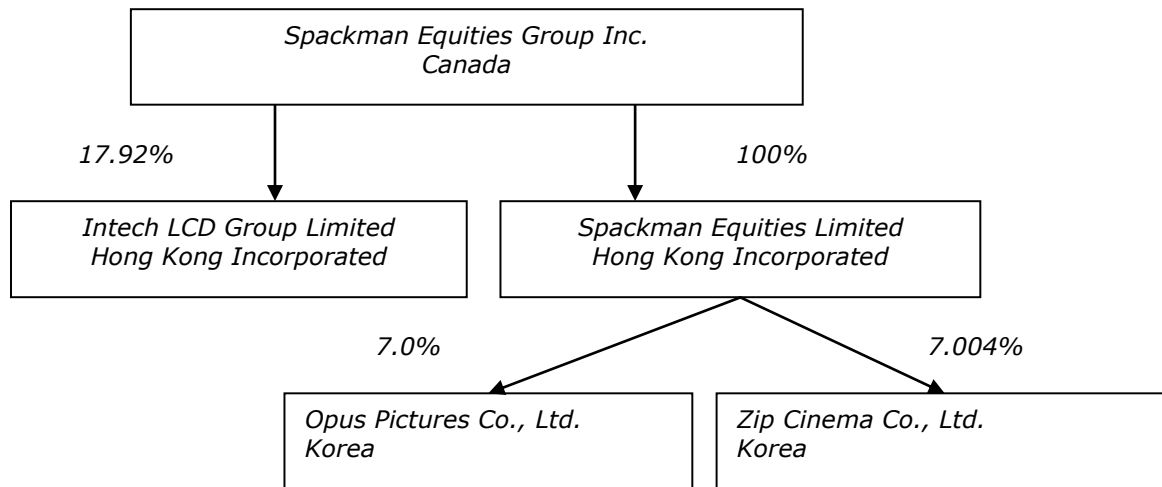 Spackman Equities Group Inc.
Canada
17.92%
100%
Intech LCD Group Limited
Hong Kong Incorporated
Spackman Equities Limited
Hong Kong Incorporated
7.0%
7.004%
Opus Pictures Co., Ltd.
Korea
Zip Cinema Co., Ltd.
Korea